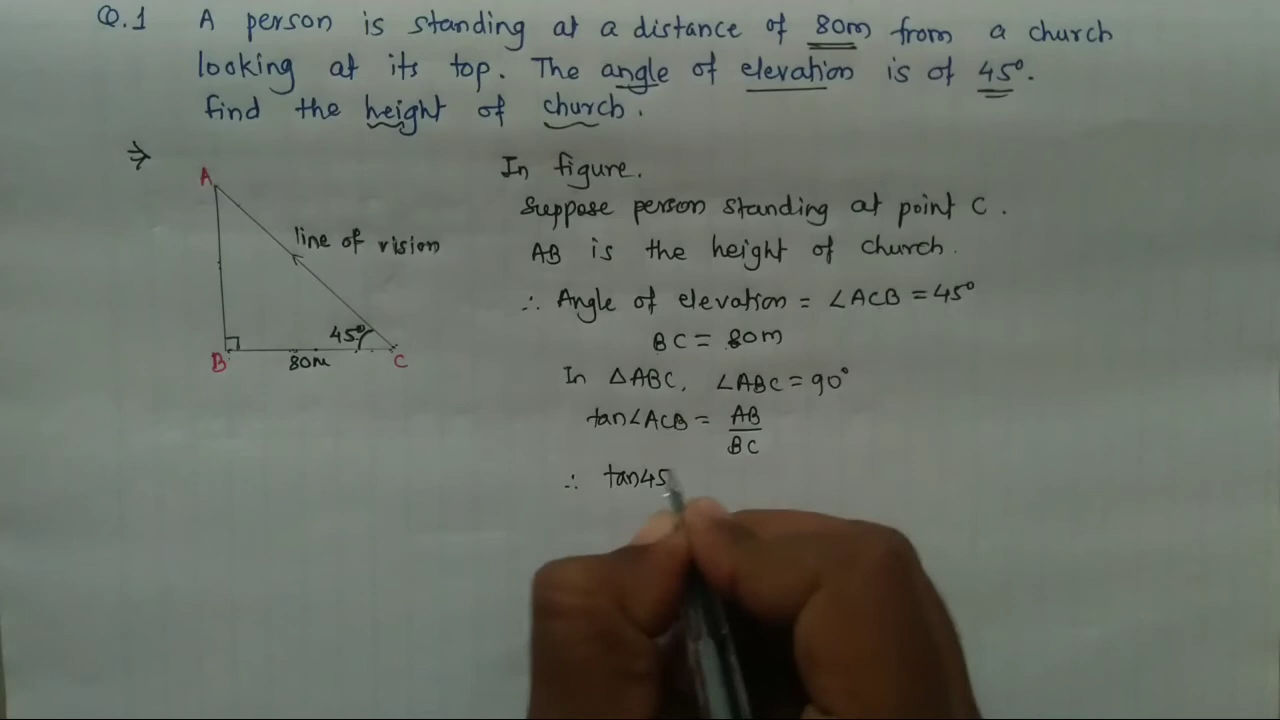 Q.1 A person is standing at a distance of 80m from a church
looking at its top. The angle of elevation is of 45°.
find the height of church.
⇒
A
line of vision
45°
B 80m C
In figure.
Suppose person standing at point C.
AB is the height of church.
∴ Angle of elevation = ∠ACB = 45°
BC = 80m
In △ABC, ∠ABC = 90°
tan∠ACB = AB
BC
∴ tan45